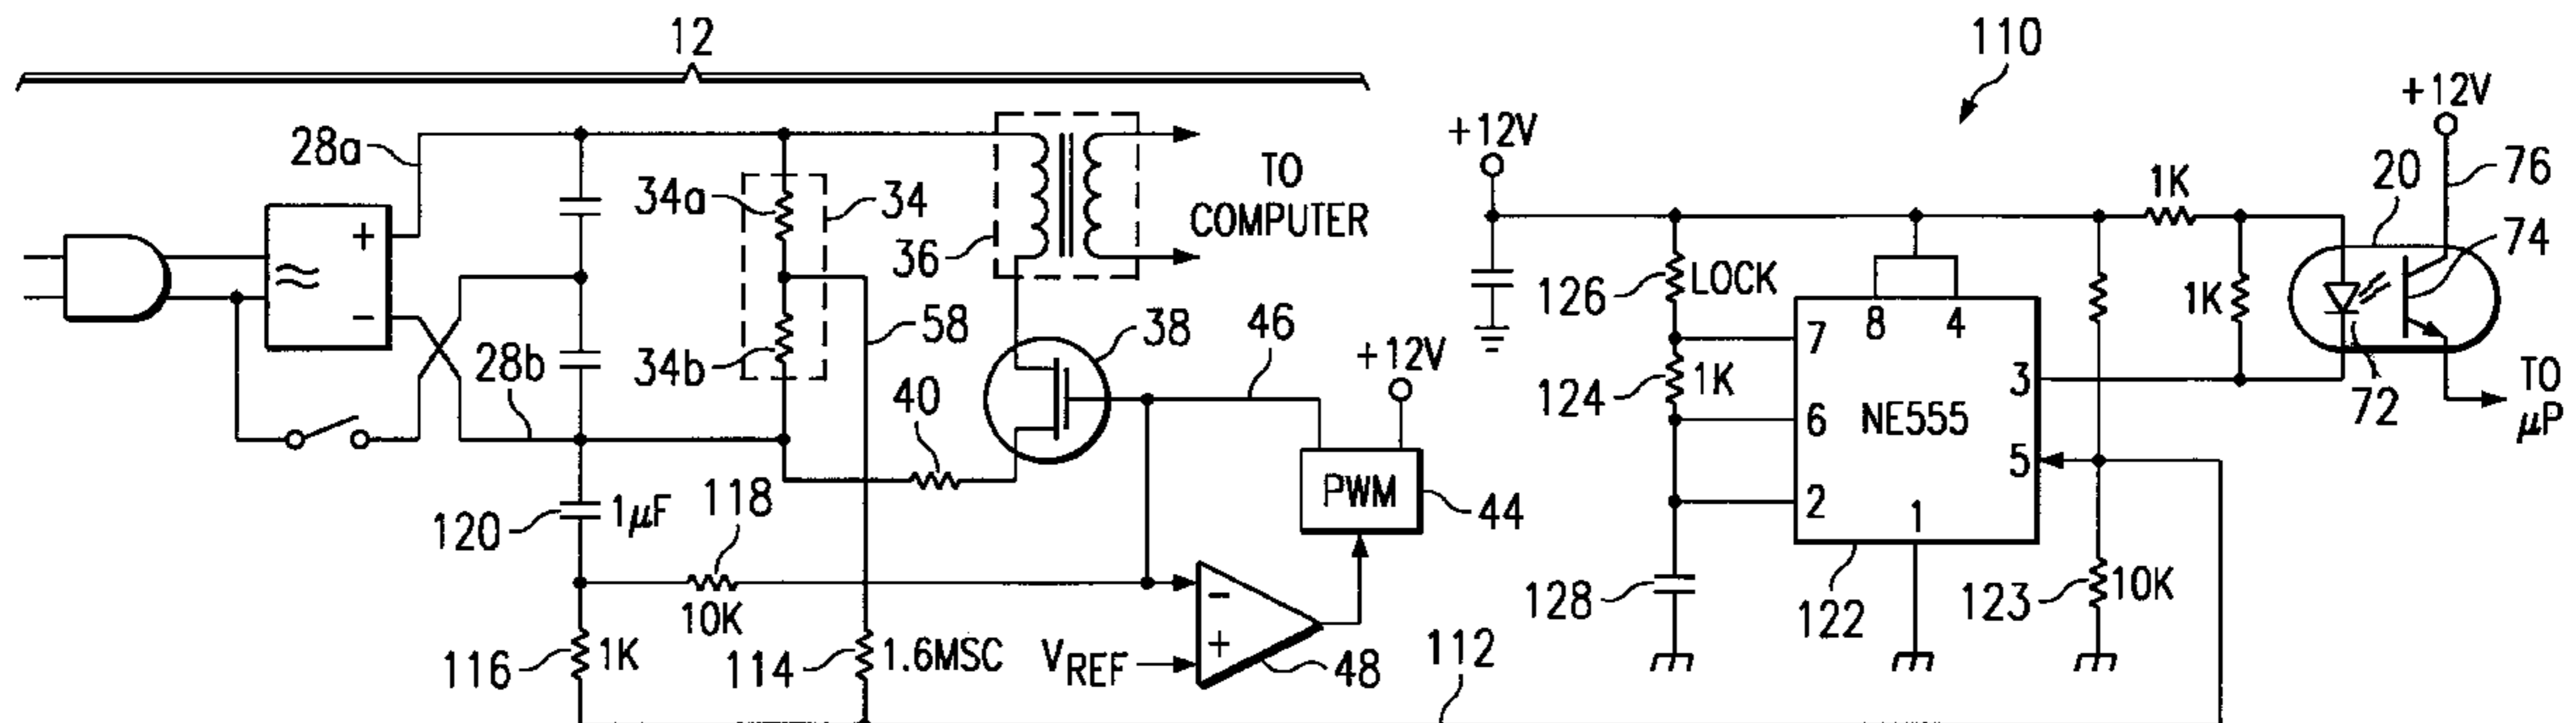 12
110
+12V
28a
+12V
20
76
1K
TO
COMPUTER
34a
34
74
+
36
126
LOCK
8
4
1K
≈
58
38
46
+12V
7
−
28b
34b
124
1K
3
72
TO
μP
40
6
NE555
5
PWM
44
2
1
120
1μF
118
10K
128
122
123
10K
−
+
116
1K
114
1.6MSC
VREF
48
112